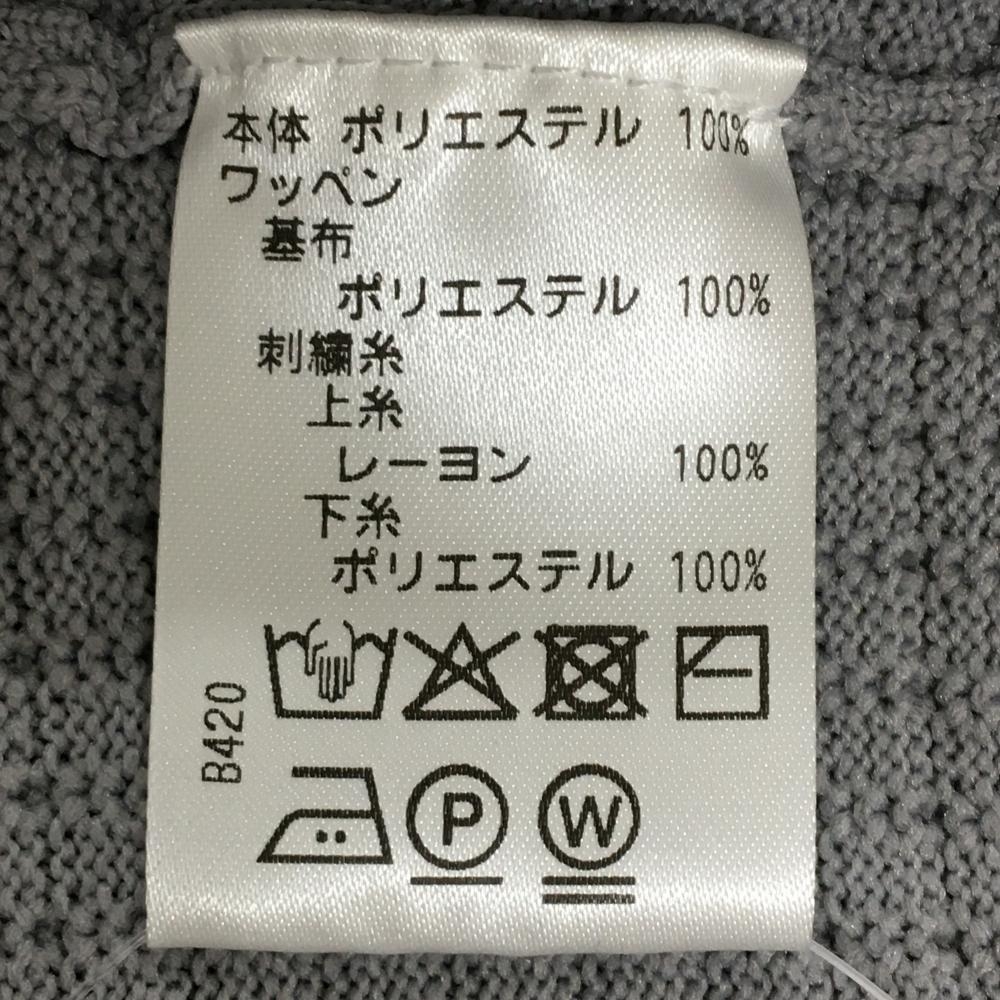 本体 ポリエステル 100%
ワッペン
基布
ポリエステル 100%
刺繍糸
上糸
レーヨン 100%
下糸
ポリエステル 100%
B420
P
W